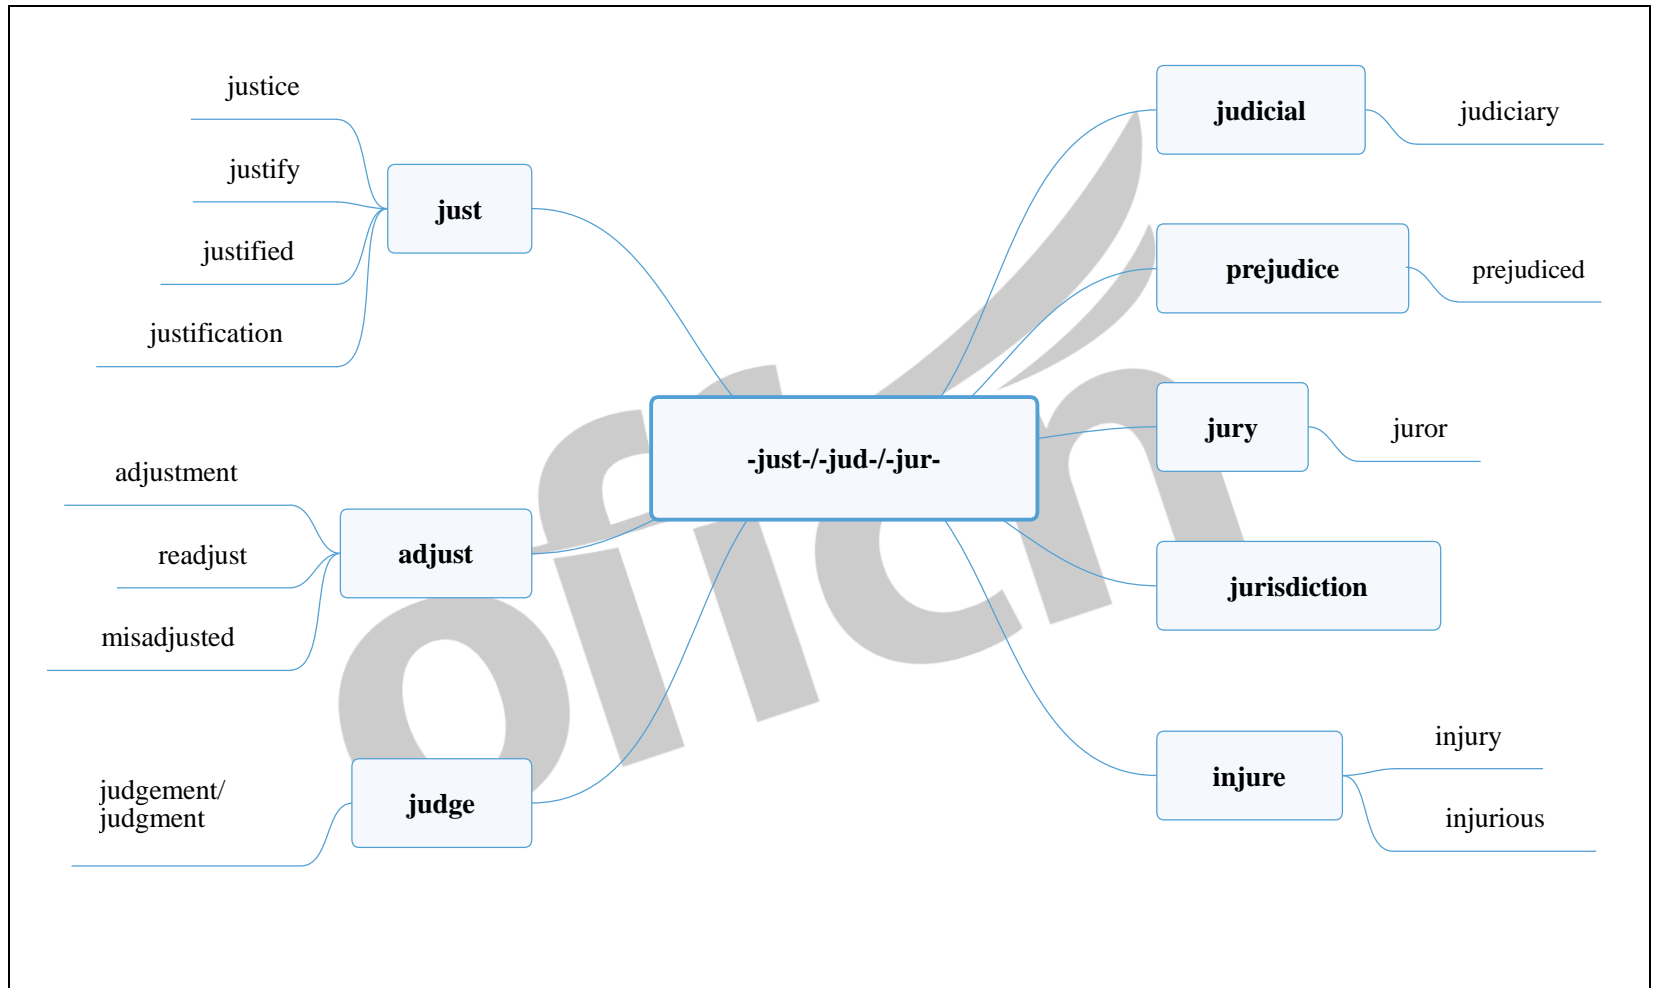 justice
justify
justified
justification
just
adjustment
readjust
misadjusted
adjust
judgement/
judgment
judge
-just-/-jud-/-jur-
judicial
judiciary
prejudice
prejudiced
jury
juror
jurisdiction
injure
injury
injurious
offcn